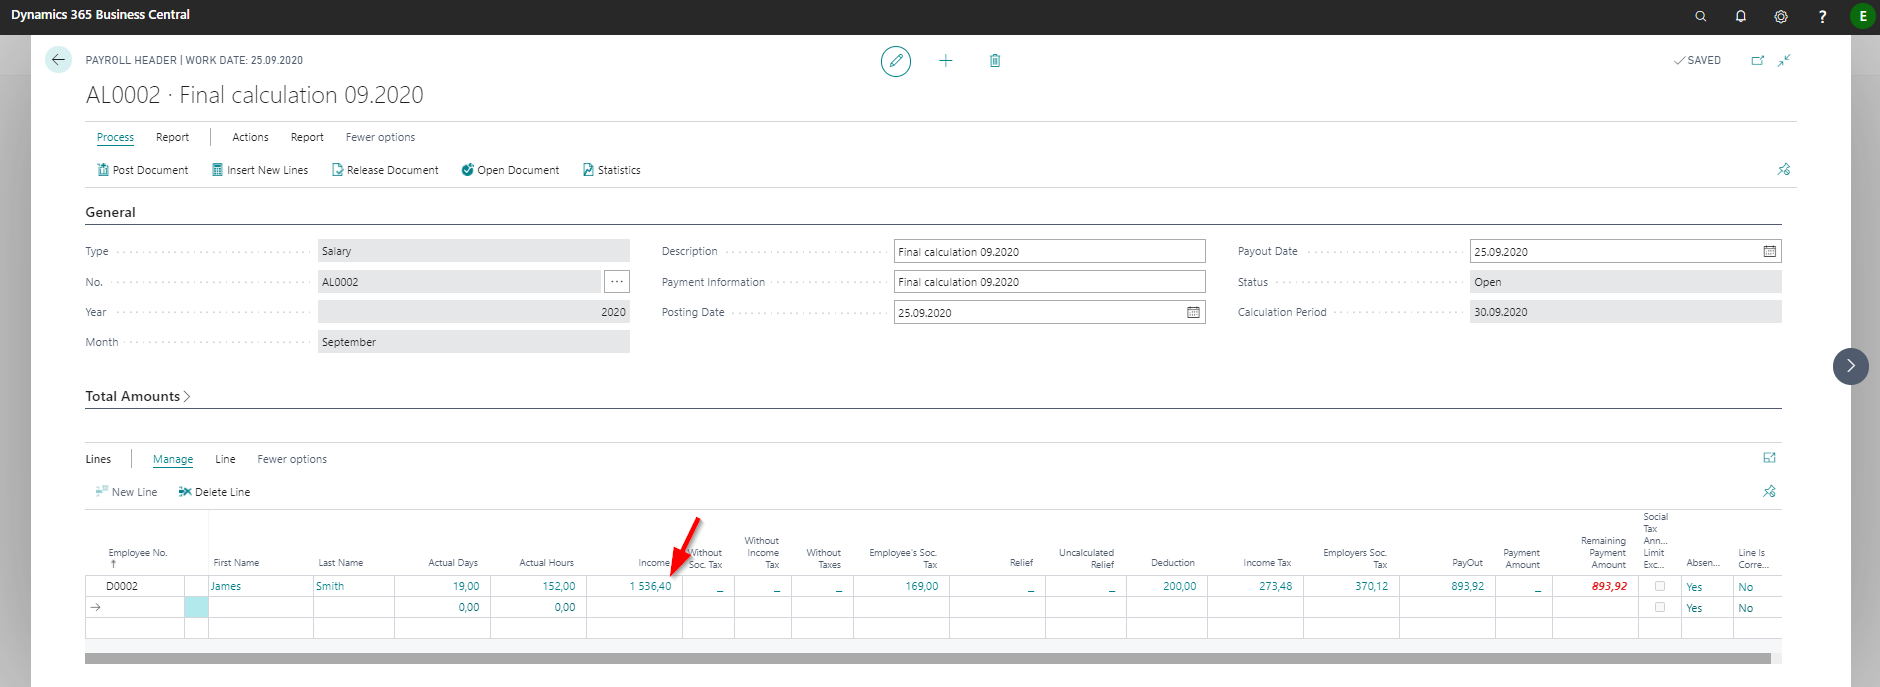 Dynamics 365 Business Central
? E
PAYROLL HEADER | WORK DATE: 25.09.2020
SAVED
AL0002 · Final calculation 09.2020
Process Report Actions Report Fewer options
Post Document Insert New Lines Release Document Open Document Statistics
General
Type Salary Description Final calculation 09.2020 Payout Date 25.09.2020
No. AL0002 ... Payment Information Final calculation 09.2020 Status Open
Year 2020 Posting Date 25.09.2020 Calculation Period 30.09.2020
Month September
Total Amounts
Lines Manage Line Fewer options
New Line Delete Line
Employee No. First Name Last Name Actual Days Actual Hours Income Without Soc. Tax Without Income Tax Without Taxes Employee's Soc. Tax Relief Uncalculated Relief Deduction Income Tax Employers Soc. Tax PayOut Payment Amount Remaining Payment Amount Social Tax Ann... Limit Exc... Absen... Line Is Corre...
D0002 James Smith 19,00 152,00 1 536,40 _ _ _ 169,00 _ _ 200,00 273,48 370,12 893,92 _ 893,92 Yes No
0,00 0,00 Yes No